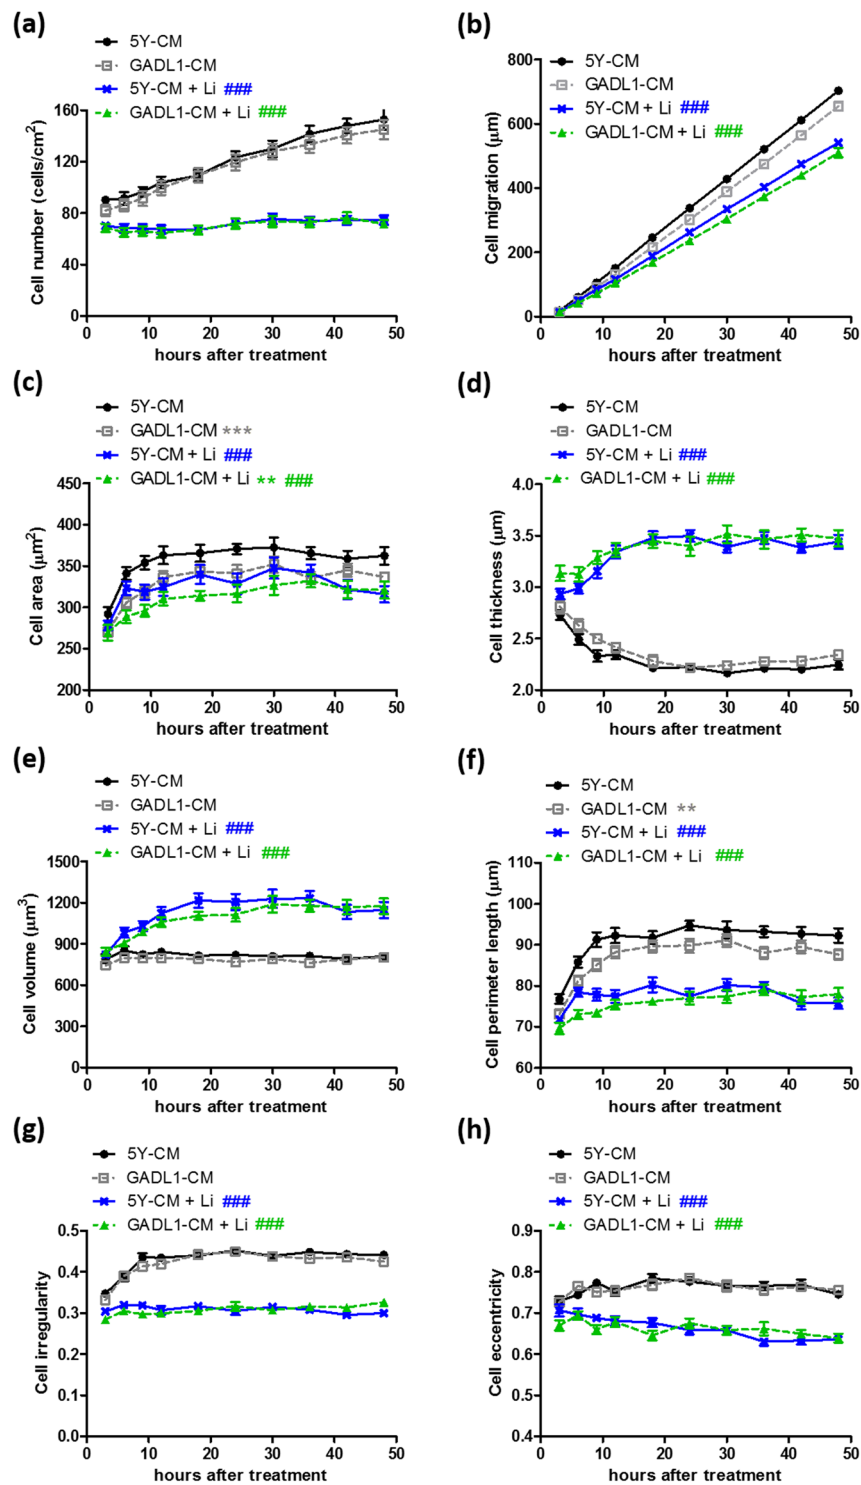 (a)
5Y-CM
GADL1-CM
5Y-CM + Li ###
GADL1-CM + Li ###
160
120
80
40
0
Cell number (cells/cm2)
0 10 20 30 40 50
hours after treatment
(b)
5Y-CM
GADL1-CM
5Y-CM + Li ###
GADL1-CM + Li ###
800
600
400
200
0
Cell migration (μm)
0 10 20 30 40 50
hours after treatment
(c)
5Y-CM
GADL1-CM ***
5Y-CM + Li ###
GADL1-CM + Li ** ###
450
400
350
300
250
200
Cell area (μm2)
0 10 20 30 40 50
hours after treatment
(d)
5Y-CM
GADL1-CM
5Y-CM + Li ###
GADL1-CM + Li ###
4.0
3.5
3.0
2.5
2.0
Cell thickness (μm)
0 10 20 30 40 50
hours after treatment
(e)
5Y-CM
GADL1-CM
5Y-CM + Li ###
GADL1-CM + Li ###
1500
1200
900
600
300
0
Cell volume (μm3)
0 10 20 30 40 50
hours after treatment
(f)
5Y-CM
GADL1-CM **
5Y-CM + Li ###
GADL1-CM + Li ###
110
100
90
80
70
60
Cell perimeter length (μm)
0 10 20 30 40 50
hours after treatment
(g)
5Y-CM
GADL1-CM
5Y-CM + Li ###
GADL1-CM + Li ###
0.5
0.4
0.3
0.2
0.1
0.0
Cell irregularity
0 10 20 30 40 50
hours after treatment
(h)
5Y-CM
GADL1-CM
5Y-CM + Li ###
GADL1-CM + Li ###
0.9
0.8
0.7
0.6
0.5
0.4
Cell eccentricity
0 10 20 30 40 50
hours after treatment